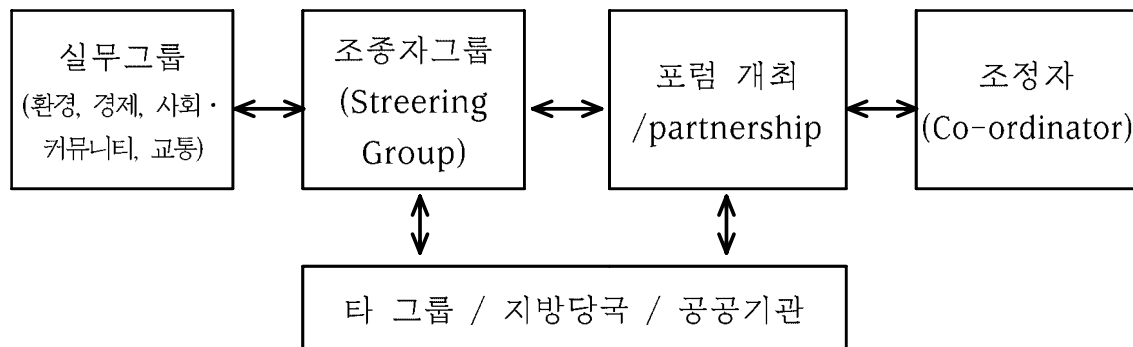 실무그룹
(환경, 경제, 사회·
커뮤니티, 교통)
조종자그룹
(Streering
Group)
포럼 개최
/partnership
조정자
(Co-ordinator)
타 그룹 / 지방당국 / 공공기관